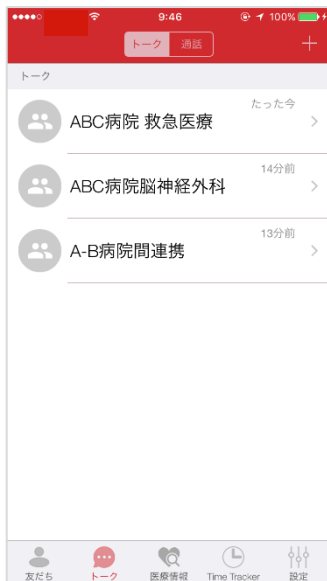 9:46
100%
トーク 通話
トーク
たった今
ABC病院 救急医療
14分前
ABC病院脳神経外科
13分前
A-B病院間連携
友だち トーク 医療情報 Time Tracker 設定